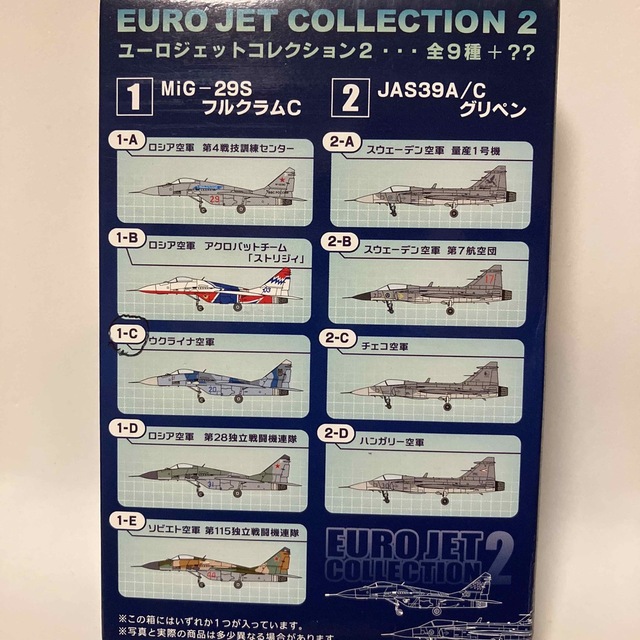 EURO JET COLLECTION 2
ユーロジェットコレクション2・・・全9種+??
1 MiG-29S
フルクラムC
2 JAS39A/C
グリペン
1-A ロシア空軍 第4戦技訓練センター
29
1-B ロシア空軍 アクロバットチーム
「ストリジィ」
03
1-C ウクライナ空軍
20
1-D ロシア空軍 第28独立戦闘機連隊
1-E ソビエト空軍 第115独立戦闘機連隊
44
2-A スウェーデン空軍 量産1号機
2-B スウェーデン空軍 第7航空団
171
2-C チェコ空軍
2-D ハンガリー空軍
EURO JET
COLLECTION 2
※この箱にはいずれか1つが入っています。
※写真と実際の商品は多少異なる場合